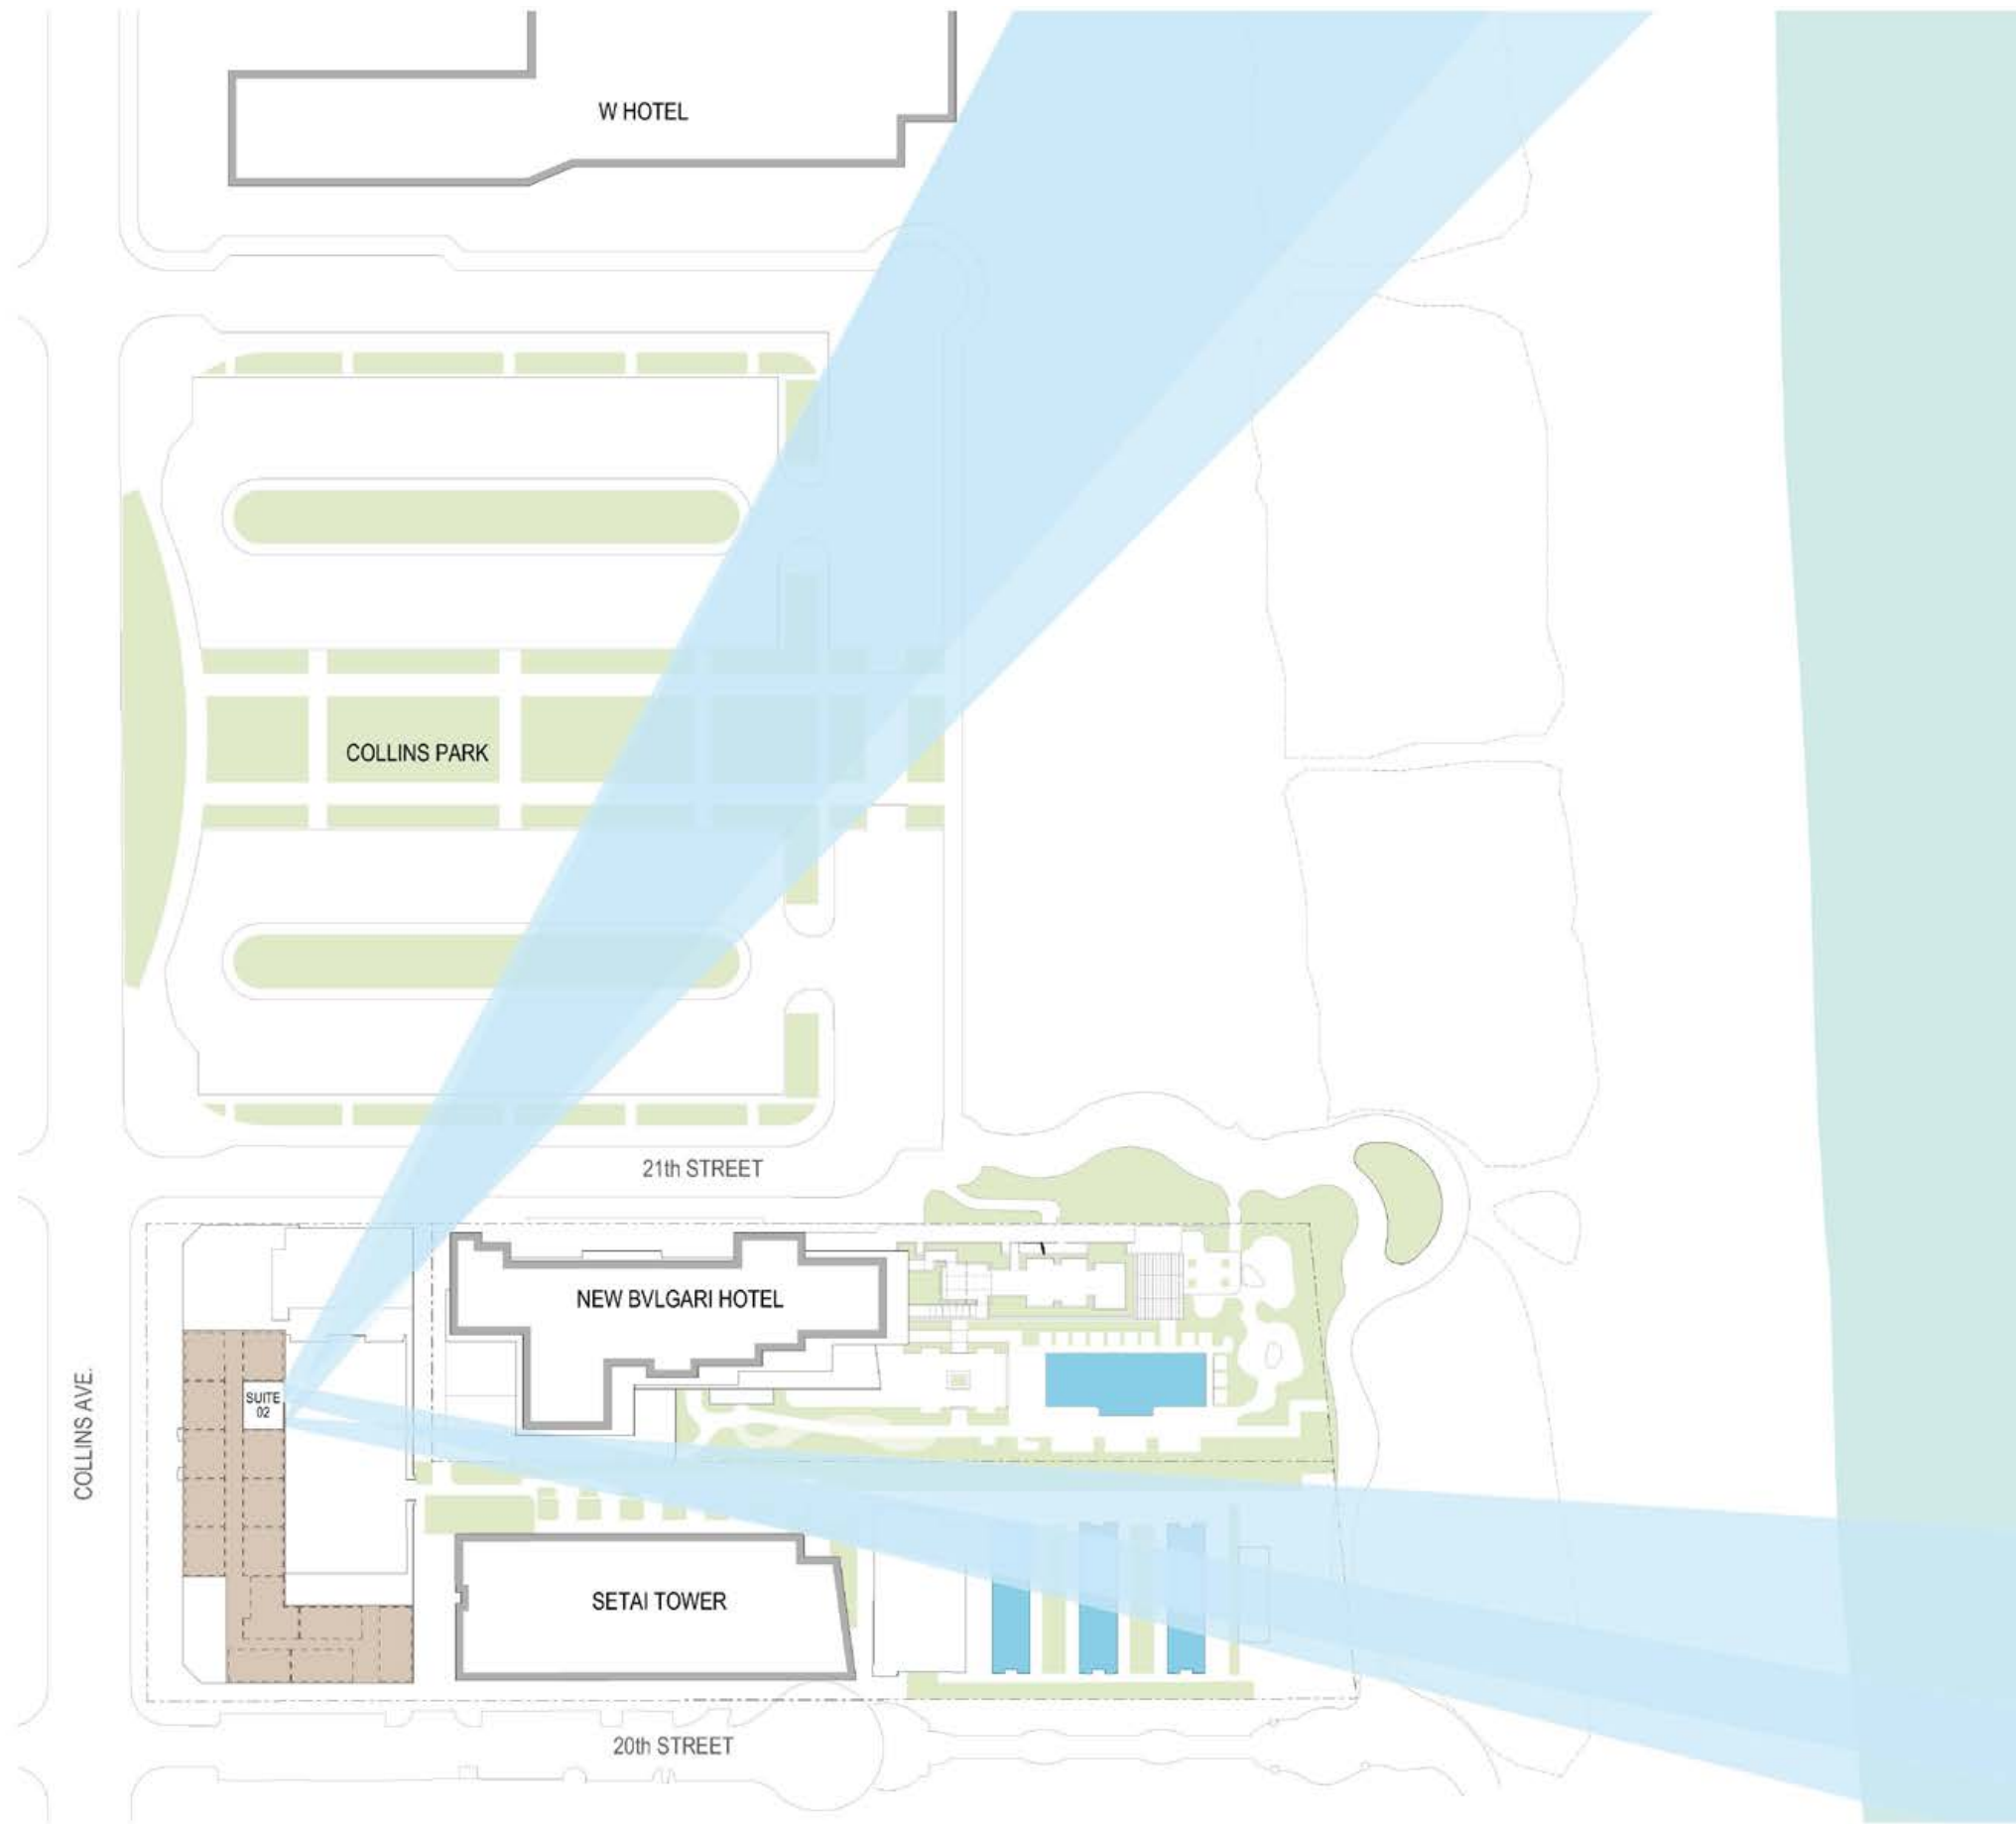 W HOTEL
COLLINS PARK
21th STREET
NEW BVLGARI HOTEL
SUITE
02
COLLINS AVE.
SETAI TOWER
20th STREET